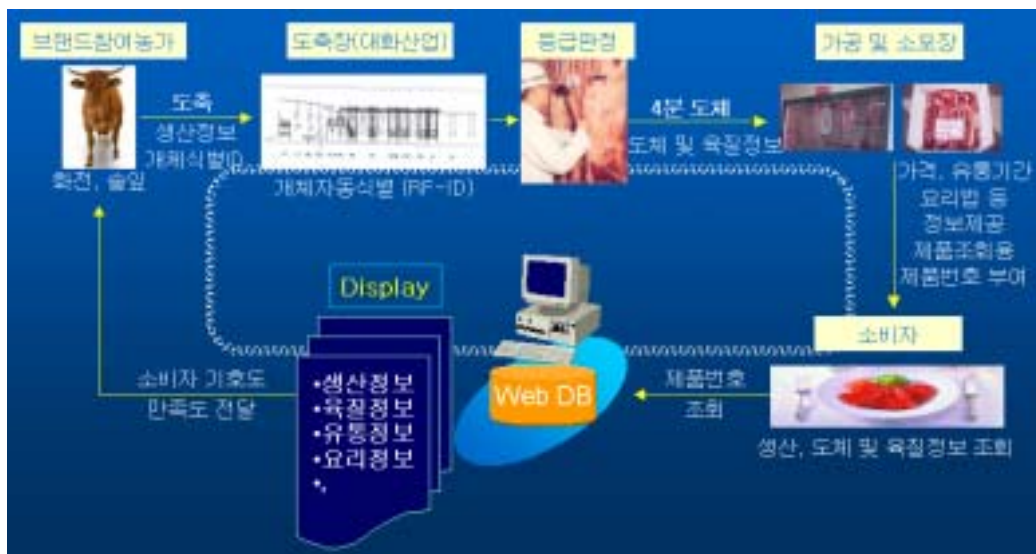 브랜드참여농가
도축장(대화산업)
등급판정
가공 및 소포장
도축
생산정보
개체식별ID
화전, 솔잎
개체자동식별 (RF-ID)
4분 도체
도체 및 육질정보
가격, 유통기간
요리법 등
정보제공
제품조회용
제품번호 부여
소비자
Display
•생산정보
•육질정보
•유통정보
•요리정보
•,
Web DB
제품번호
조회
생산, 도체 및 육질정보 조회
소비자 기호도
만족도 전달